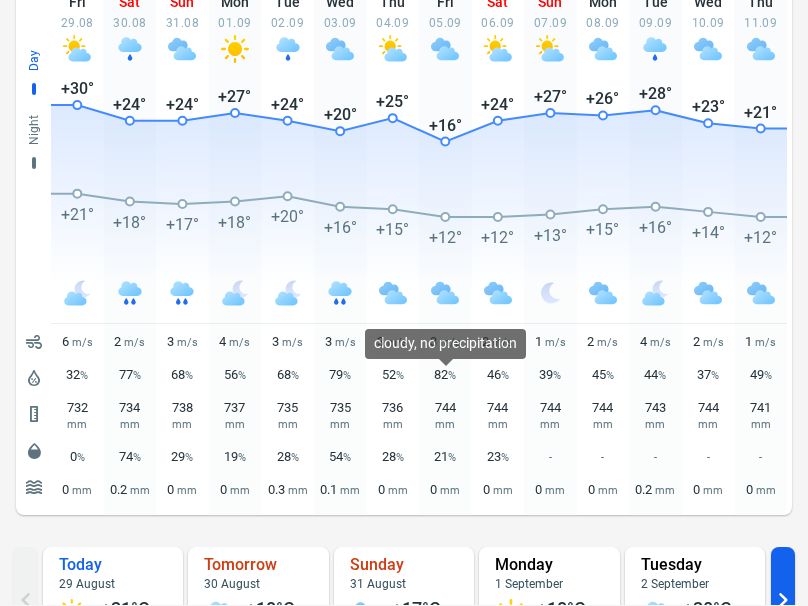 Fri Sat Sun Mon Tue Wed Thu Fri Sat Sun Mon Tue Wed Thu
29.08 30.08 31.08 01.09 02.09 03.09 04.09 05.09 06.09 07.09 08.09 09.09 10.09 11.09
Day
+30° +24° +24° +27° +24° +20° +25° +16° +24° +27° +26° +28° +23° +21°
Night
+21° +18° +17° +18° +20° +16° +15° +12° +12° +13° +15° +16° +14° +12°
cloudy, no precipitation
6 m/s 2 m/s 3 m/s 4 m/s 3 m/s 3 m/s 1 m/s 2 m/s 4 m/s 2 m/s 1 m/s
32% 77% 68% 56% 68% 79% 52% 82% 46% 39% 45% 44% 37% 49%
732 734 738 737 735 735 736 744 744 744 744 743 744 741
mm mm mm mm mm mm mm mm mm mm mm mm mm mm
0% 74% 29% 19% 28% 54% 28% 21% 23% - - - - -
0 mm 0.2 mm 0 mm 0 mm 0.3 mm 0.1 mm 0 mm 0 mm 0 mm 0 mm 0 mm 0.2 mm 0 mm 0 mm
Today Tomorrow Sunday Monday Tuesday
29 August 30 August 31 August 1 September 2 September